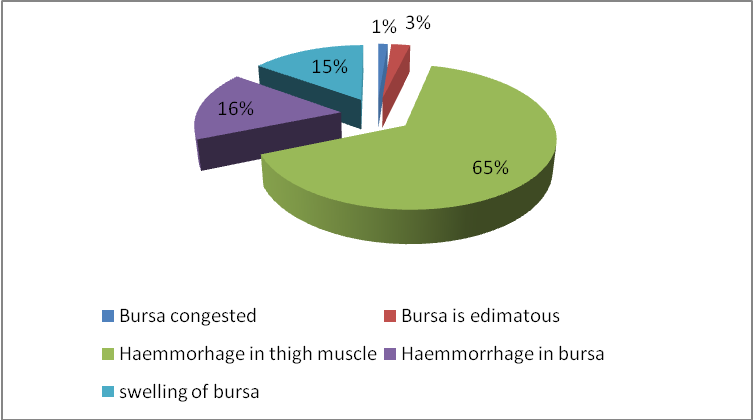 1% 3%
15%
16%
65%
Bursa congested Bursa is edimatous
Haemmorhage in thigh muscle Haemmorrhage in bursa
swelling of bursa